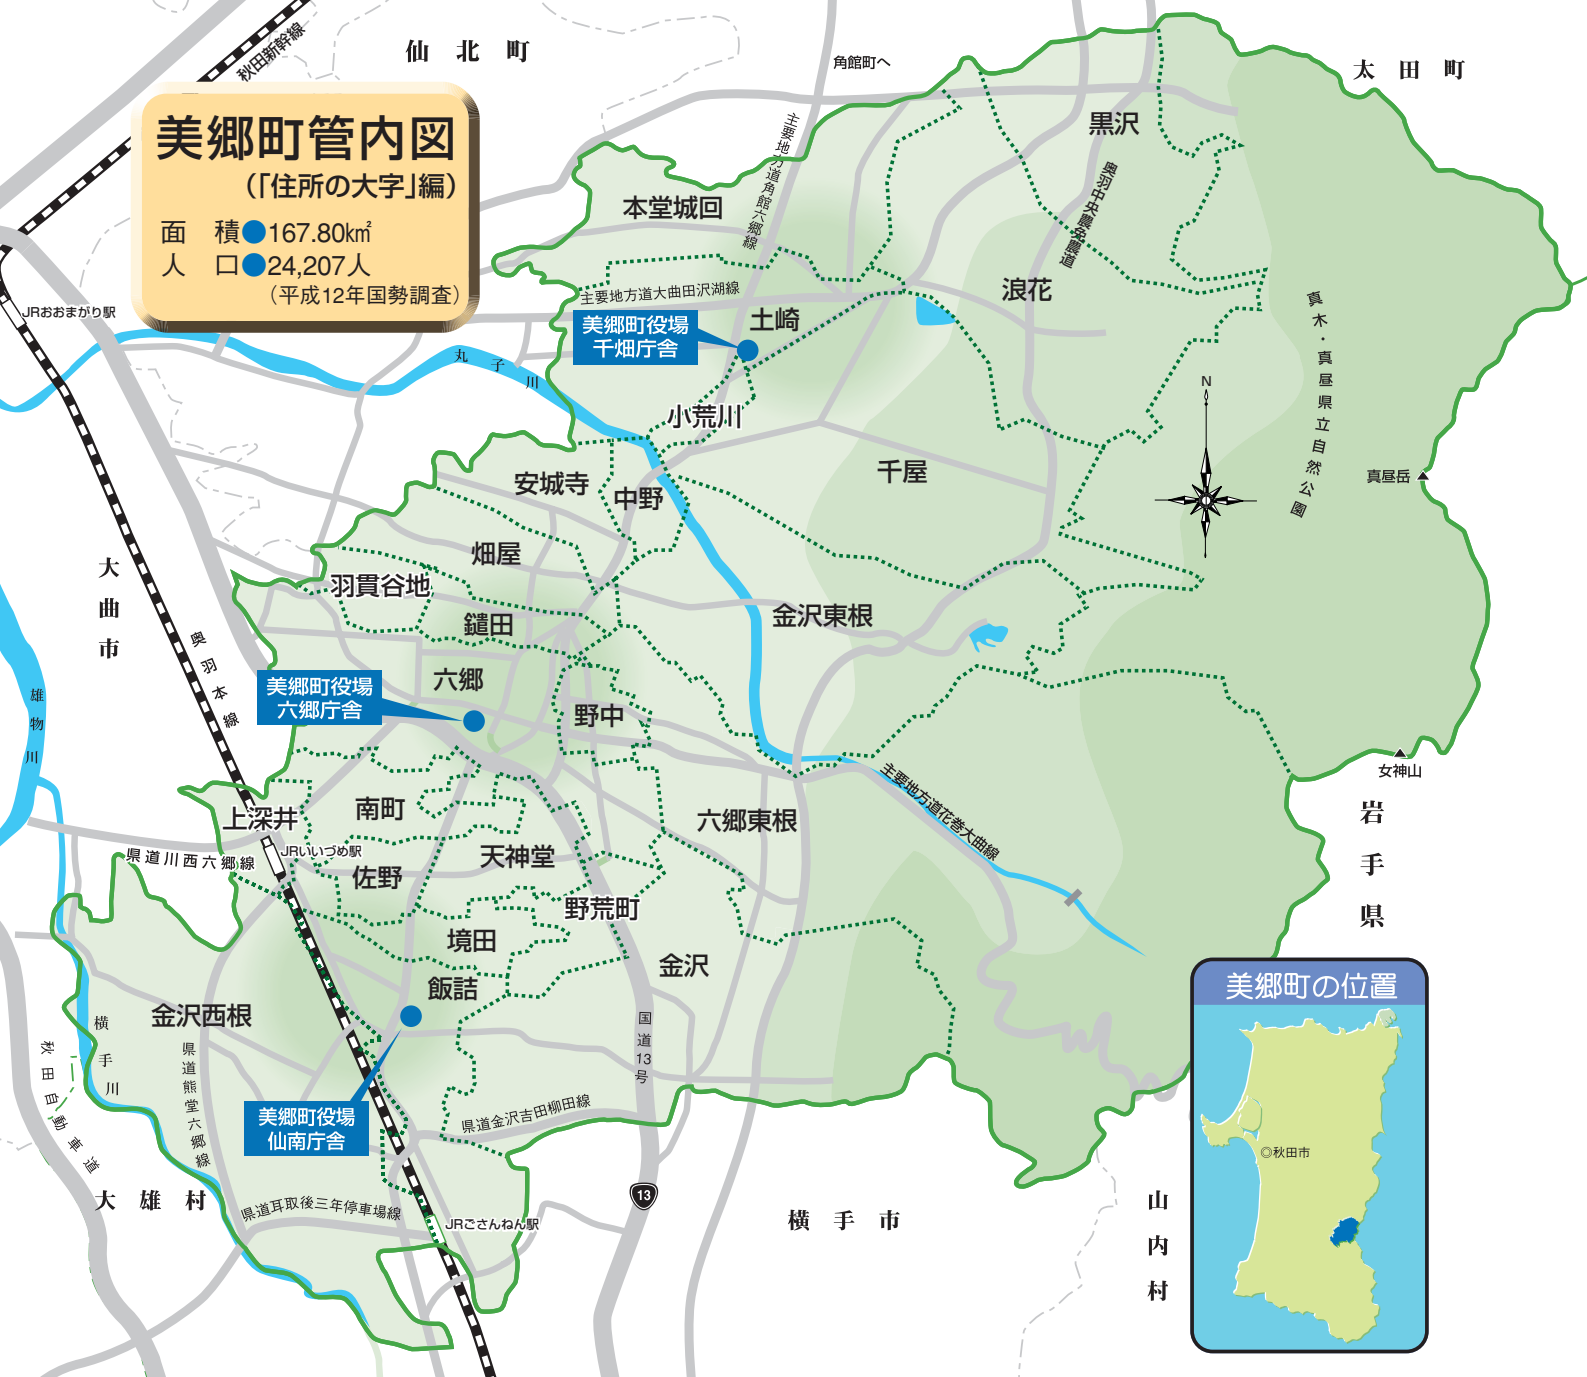 美郷町管内図
（「住所の大字」編）
面　積●167.80k㎡
人　口●24,207人
（平成12年国勢調査）
秋田新幹線
仙北町
角館町へ
太田町
黒沢
主要地方道角館六郷線
奥羽中央農免農道
本堂城回
浪花
主要地方道大曲田沢湖線
JRおおまがり駅
美郷町役場
千畑庁舎
土崎
真木・真昼県立自然公園
丸子川
N
小荒川
千屋
真昼岳
安城寺
中野
畑屋
羽貫谷地
鑓田
金沢東根
大曲市
奥羽本線
美郷町役場
六郷庁舎
六郷
野中
雄物川
女神山
主要地方道花巻大曲線
岩手県
上深井
南町
六郷東根
JRいいづめ駅
県道川西六郷線
天神堂
佐野
野荒町
境田
金沢
飯詰
金沢西根
横手川
秋田自動車道
県道熊堂六郷線
国道13号
美郷町役場
仙南庁舎
県道金沢吉田柳田線
大雄村
県道耳取後三年停車場線
JRごさんねん駅
13
横手市
山内村
美郷町の位置
◎秋田市